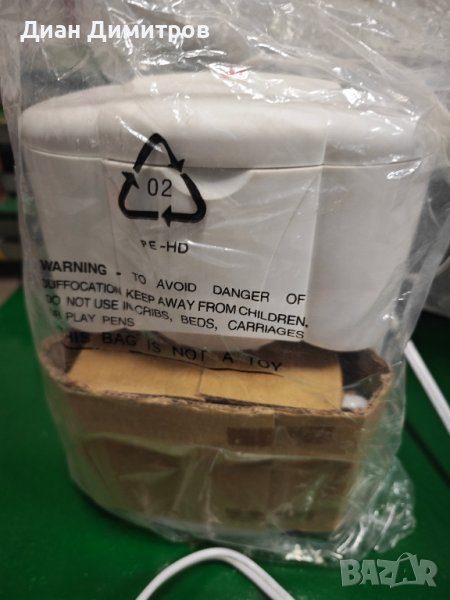 Диан Димитров
02
PE-HD
WARNING - TO AVOID DANGER OF
SUFFOCATION KEEP AWAY FROM CHILDREN.
DO NOT USE IN CRIBS, BEDS, CARRIAGES
OR PLAY PENS
THIS BAG IS NOT A TOY
BAZAR